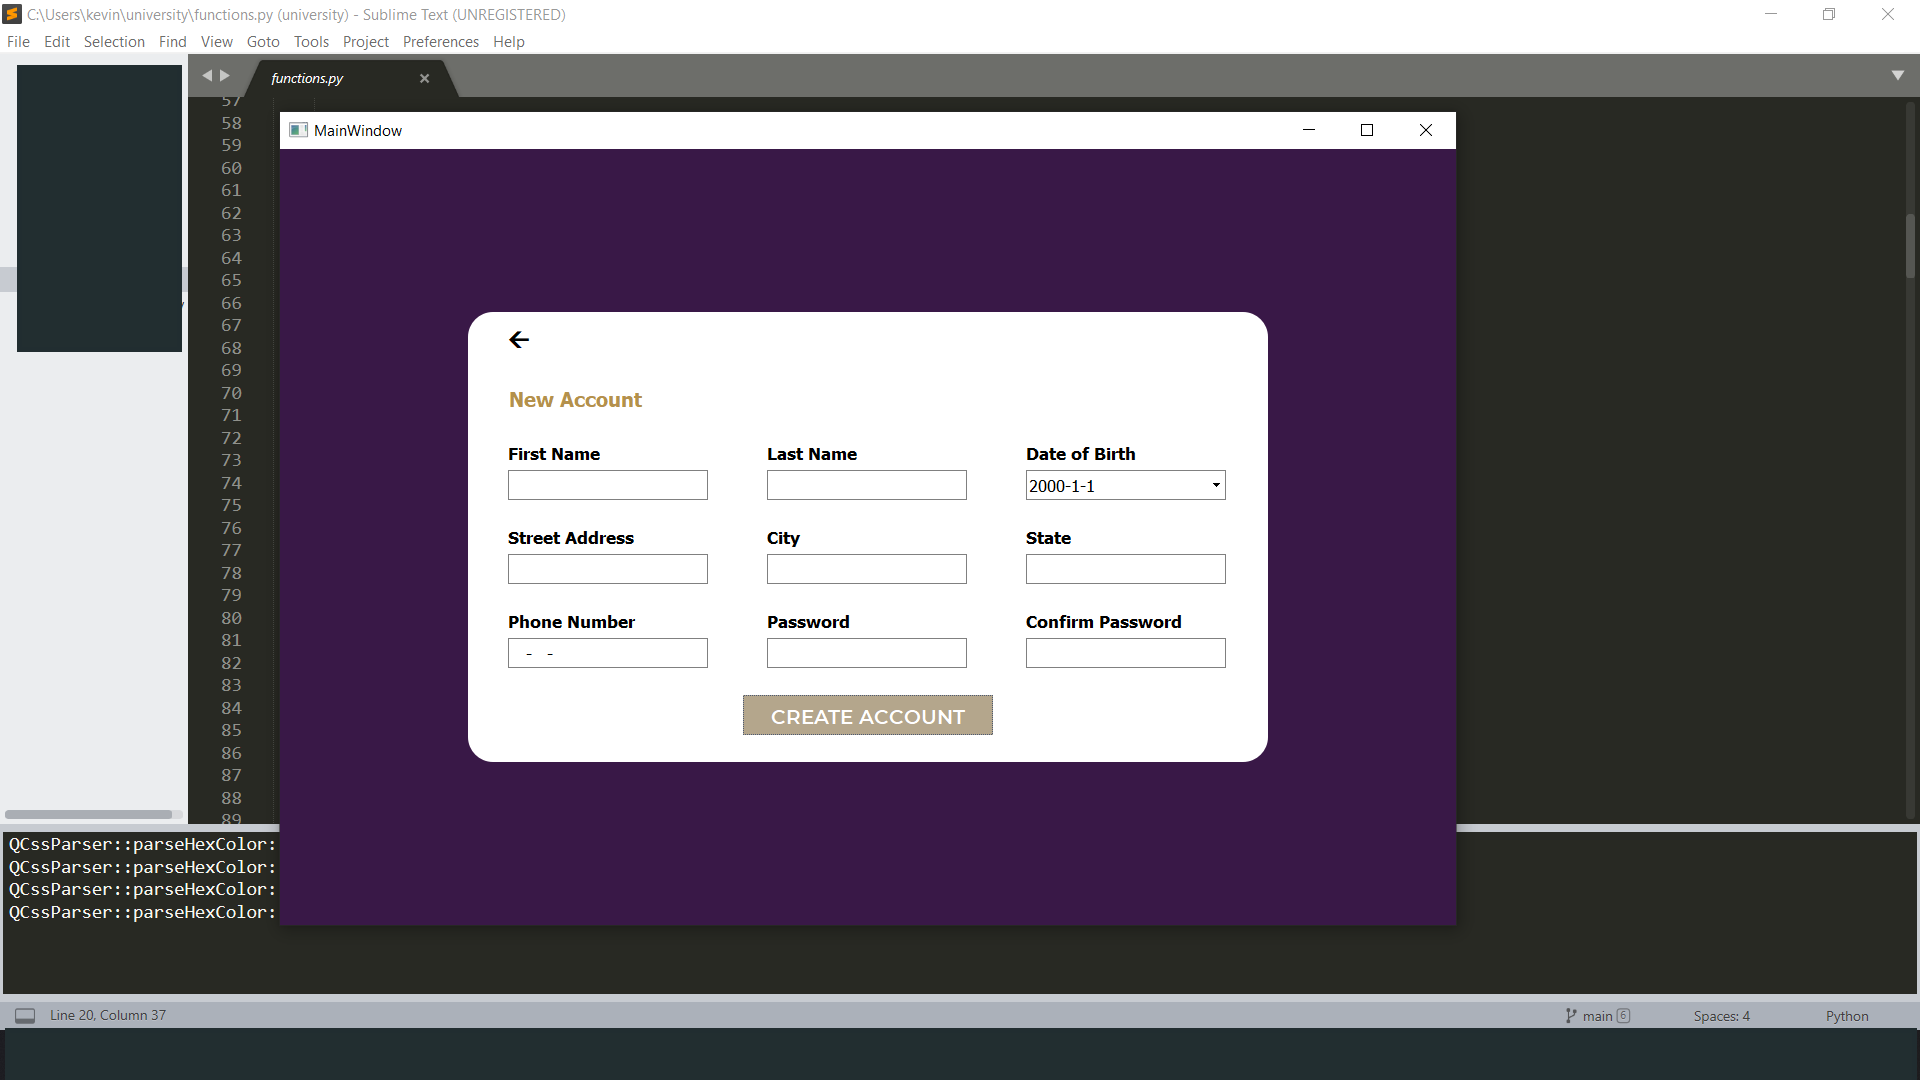 C:\Users\kevin\university\functions.py (university) - Sublime Text (UNREGISTERED)
File Edit Selection Find View Goto Tools Project Preferences Help
functions.py
57
58
59
60
61
62
63
64
65
66
67
68
69
70
71
72
73
74
75
76
77
78
79
80
81
82
83
84
85
86
87
88
89
MainWindow
New Account
First Name Last Name Date of Birth
2000-1-1
Street Address City State
Phone Number Password Confirm Password
- -
CREATE ACCOUNT
QCssParser::parseHexColor:
QCssParser::parseHexColor:
QCssParser::parseHexColor:
QCssParser::parseHexColor:
Line 20, Column 37 main 6 Spaces: 4 Python